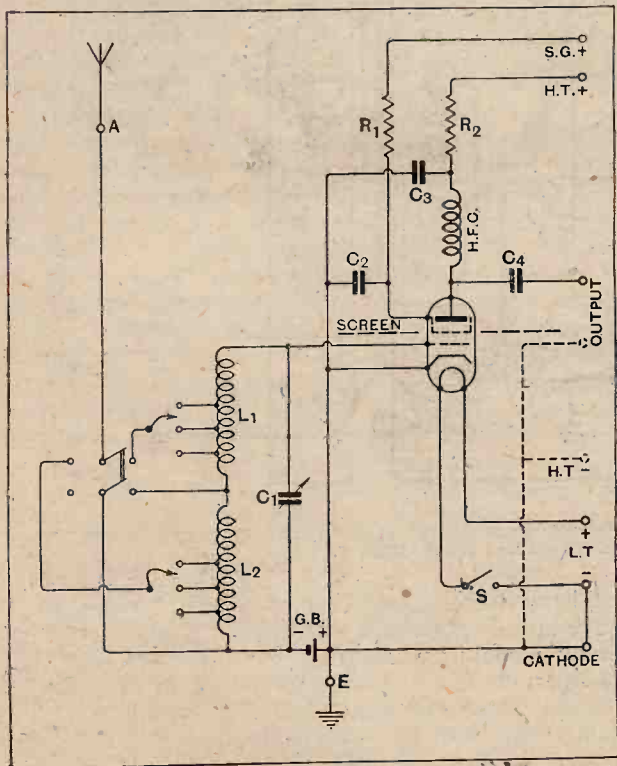 S.G.+
H.T.+
A
R1
R2
C3
H.F.C.
C2
C4
SCREEN
OUTPUT
L1
H.T -
C1
+
L.T
L2
S
-
G.B.
- +
CATHODE
E